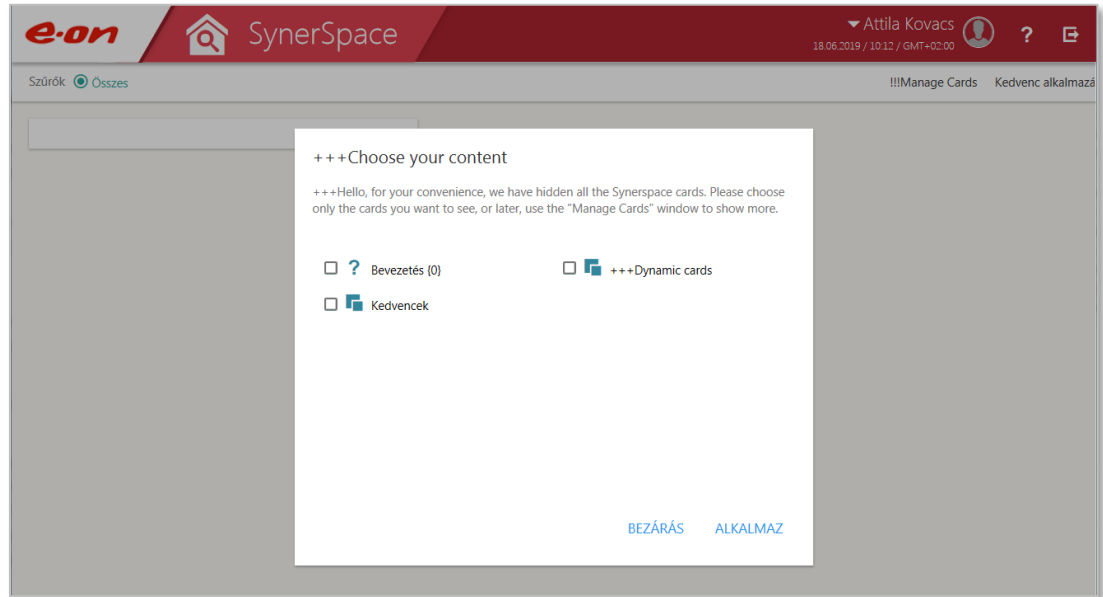 e·on
SynerSpace
Attila Kovacs
18.06.2019 / 10:12 / GMT+02:00
?
Szűrők Összes
!!!Manage Cards Kedvenc alkalmazá
+++Choose your content
+++Hello, for your convenience, we have hidden all the Synerspace cards. Please choose
only the cards you want to see, or later, use the "Manage Cards" window to show more.
? Bevezetés {0} +++Dynamic cards
Kedvencek
BEZÁRÁS ALKALMAZ